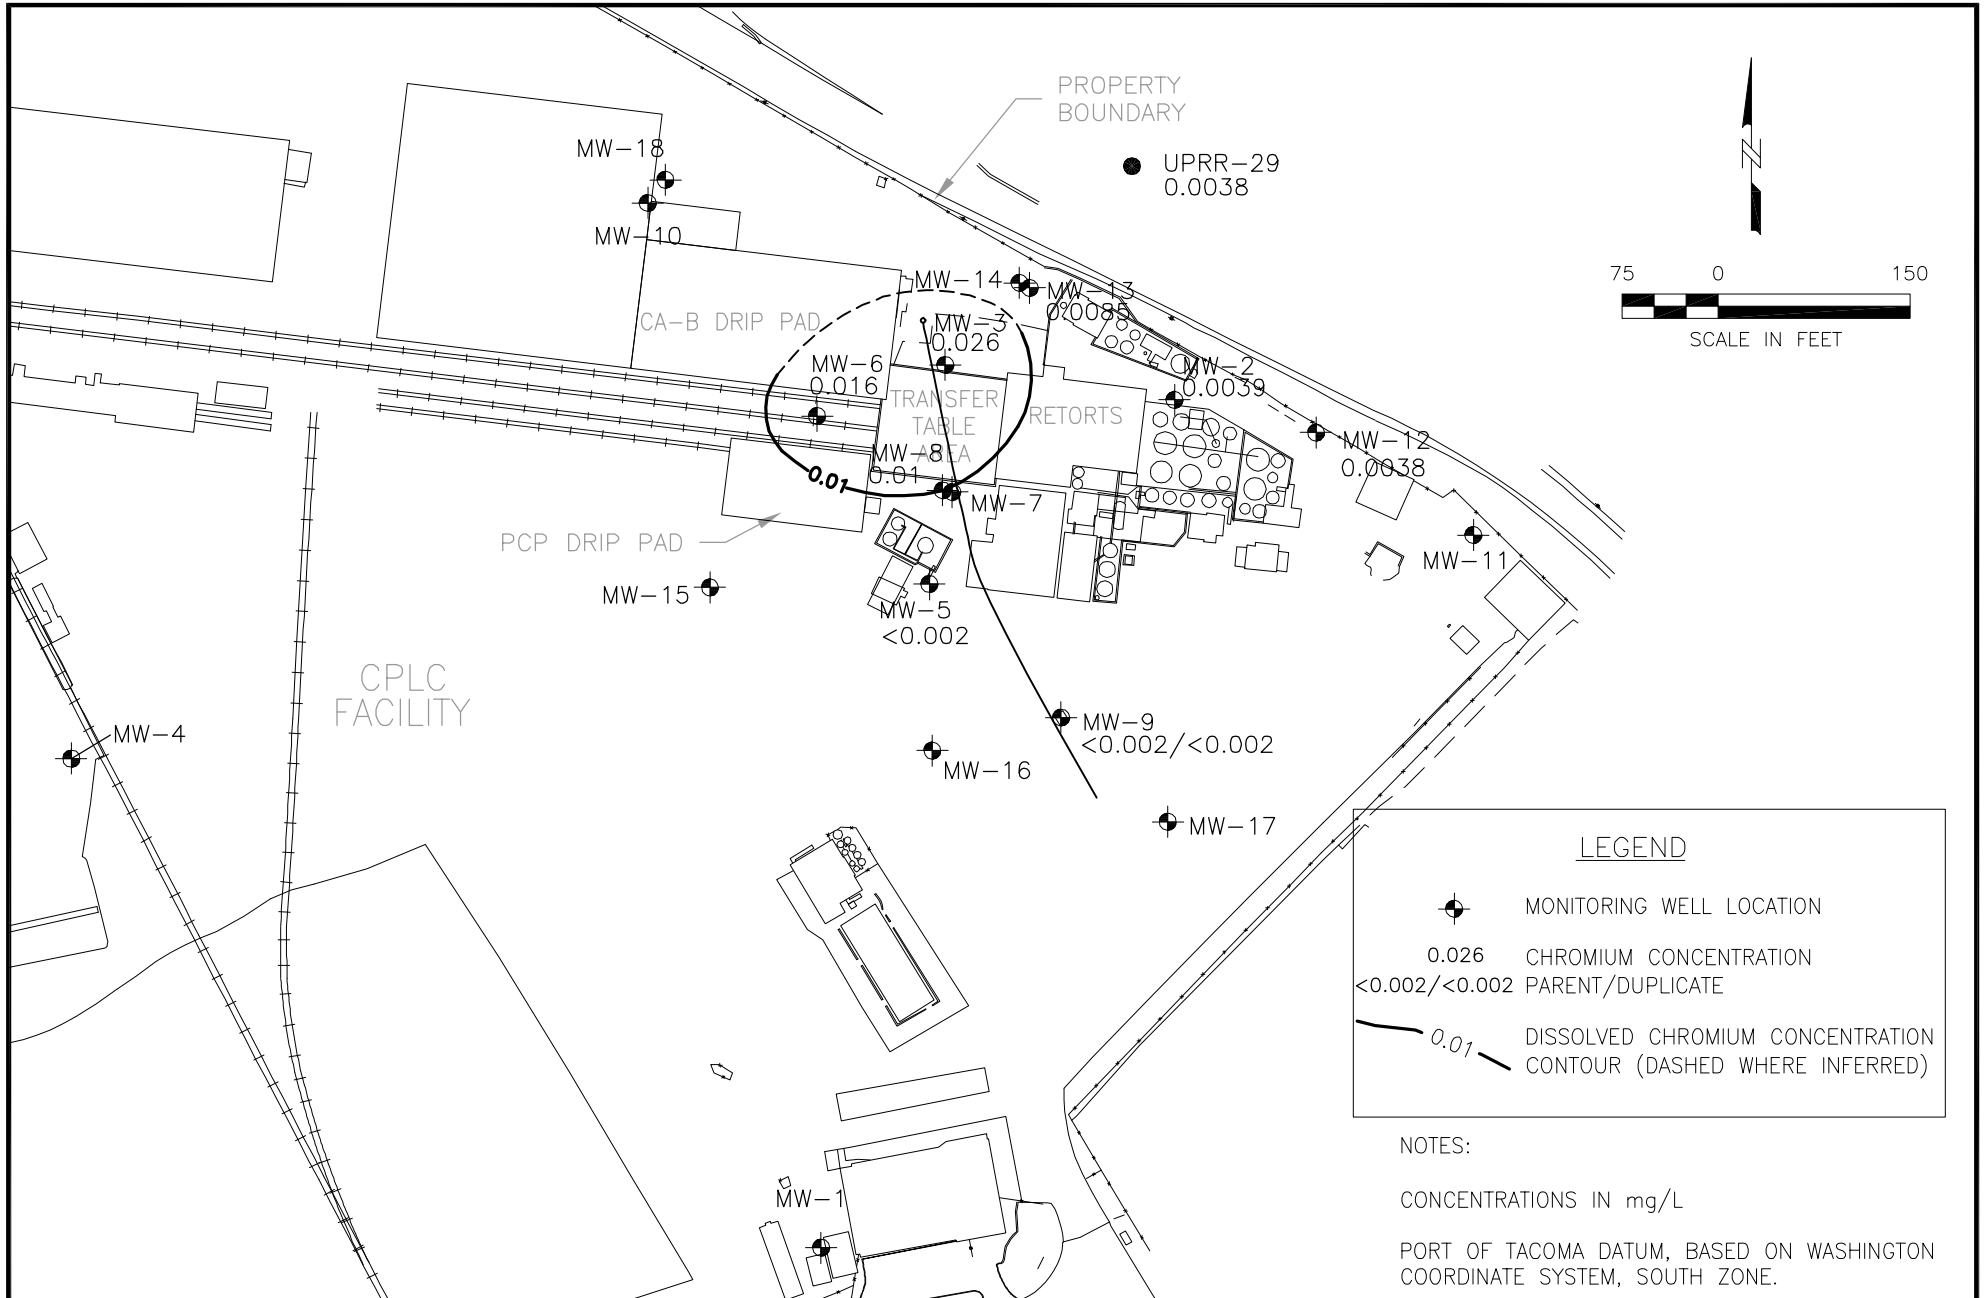 PROPERTY
BOUNDARY
MW-18
UPRR-29
0.0038
MW-10
75 0 150
SCALE IN FEET
N
MW-14
MW-13
0.0085
CA-B DRIP PAD
MW-3
0.026
MW-6
0.016
MW-2
0.0039
TRANSFER
TABLE
AREA
RETORTS
MW-12
0.0038
MW-8
0.01
0.01
MW-7
PCP DRIP PAD
MW-11
MW-15
MW-5
<0.002
CPLC
FACILITY
MW-4
MW-9
<0.002/<0.002
MW-16
MW-17
LEGEND
MONITORING WELL LOCATION
0.026 CHROMIUM CONCENTRATION
<0.002/<0.002 PARENT/DUPLICATE
0.01 DISSOLVED CHROMIUM CONCENTRATION
CONTOUR (DASHED WHERE INFERRED)
NOTES:
MW-1
CONCENTRATIONS IN mg/L
PORT OF TACOMA DATUM, BASED ON WASHINGTON
COORDINATE SYSTEM, SOUTH ZONE.